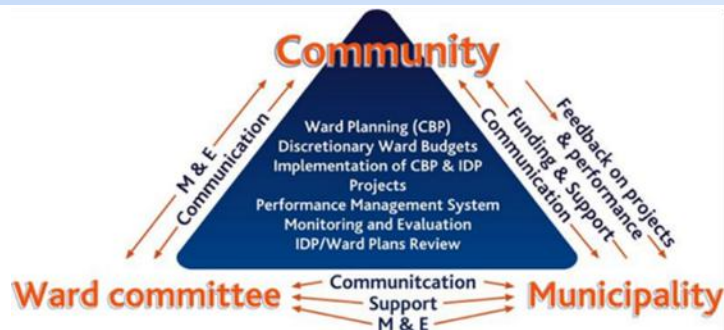 Community
M & E
Communication
Ward Planning (CBP)
Discretionary Ward Budgets
Implementation of CBP & IDP
Projects
Performance Management System
Monitoring and Evaluation
IDP/Ward Plans Review
Feedback on projects
& performance
Funding & Support
Communication
Ward committee
Communitcation
Support
M & E
Municipality